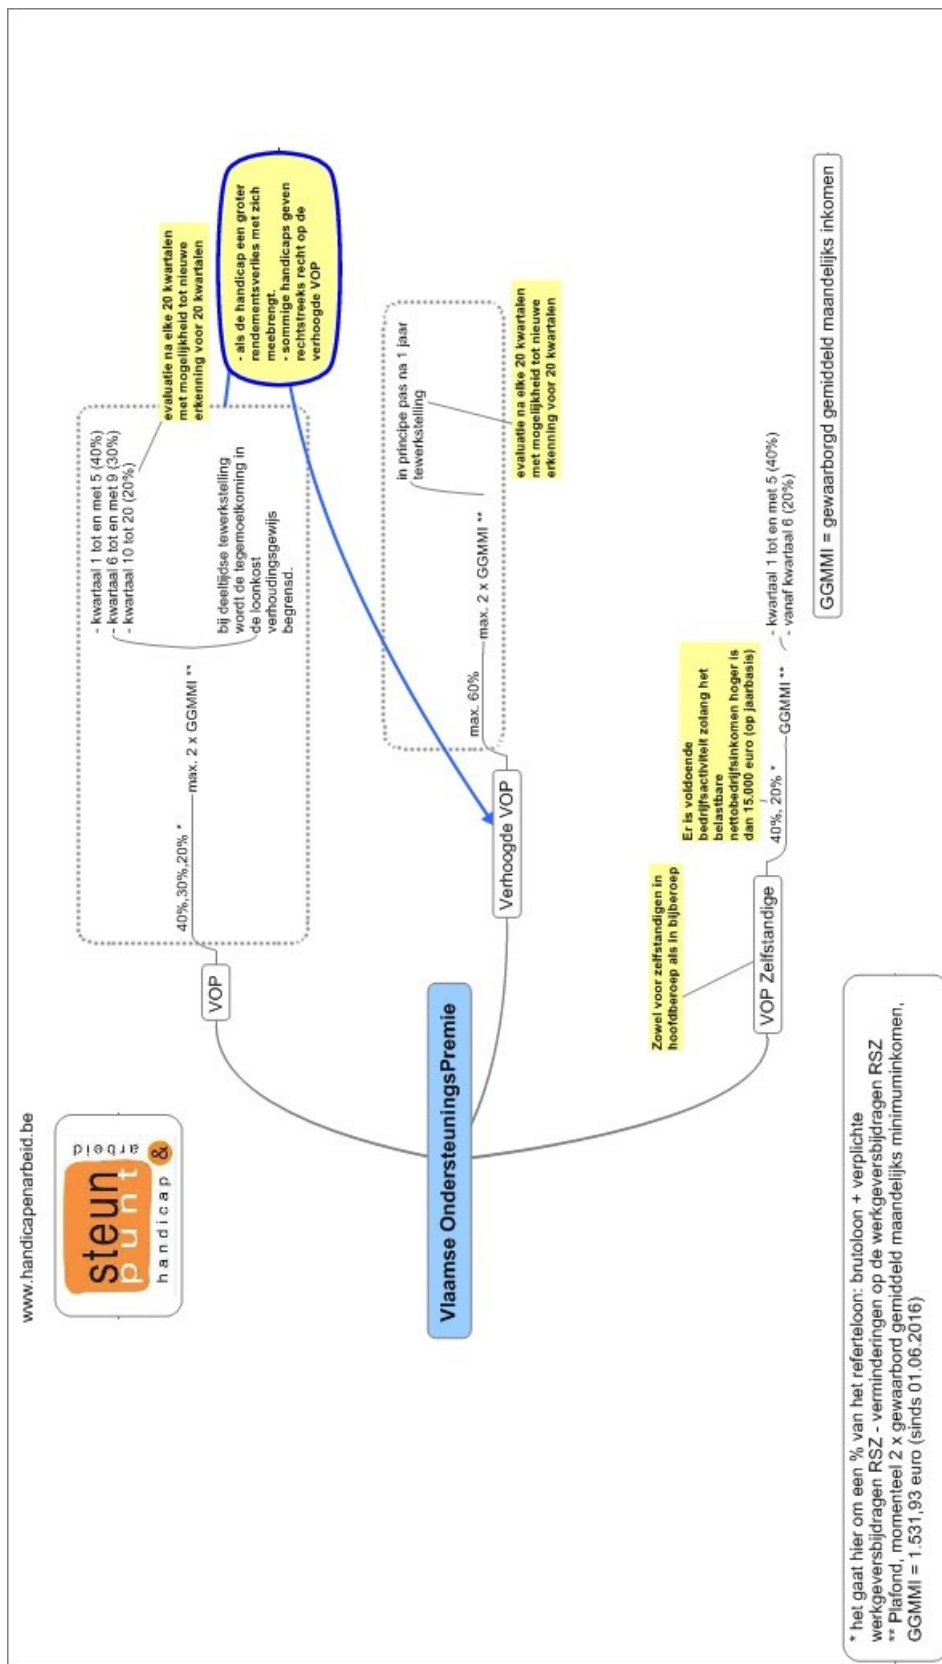 www.handicapenarbeid.be
steun
punt
handicap
&
arbeid
Vlaamse OndersteuningsPremie
VOP
40%,30%,20% *
max. 2 x GGMMI **
- kwartaal 1 tot en met 5 (40%)
- kwartaal 6 tot en met 9 (30%)
- kwartaal 10 tot 20 (20%)
evaluatie na elke 20 kwartalen
met mogelijkheid tot nieuwe
erkenning voor 20 kwartalen
bij deeltijdse tewerkstelling
wordt de tegemoetkoming in
de loonkost
verhoudingsgewijs
begrensd.
- als de handicap een groter
rendementsverlies met zich
meebrengt.
- sommige handicaps geven
rechtstreeks recht op de
verhoogde VOP
Verhoogde VOP
max. 60%
max. 2 x GGMMI **
in principe pas na 1 jaar
tewerkstelling
evaluatie na elke 20 kwartalen
met mogelijkheid tot nieuwe
erkenning voor 20 kwartalen
VOP Zelfstandige
Zowel voor zelfstandigen in
hoofdberoep als in bijberoep
Er is voldoende
bedrijfsactiviteit zolang het
belastbare
nettobedrijfsinkomen hoger is
dan 15.000 euro (op jaarbasis)
40%, 20% *
GGMMI **
- kwartaal 1 tot en met 5 (40%)
- vanaf kwartaal 6 (20%)
GGMMI = gewaarborgd gemiddeld maandelijks inkomen
* het gaat hier om een % van het referteloon: brutoloon + verplichte
werkgeversbijdragen RSZ - verminderingen op de werkgeversbijdragen RSZ
** Plafond, momenteel 2 x gewaarbord gemiddeld maandelijks minimuminkomen,
GGMMI = 1.531,93 euro (sinds 01.06.2016)